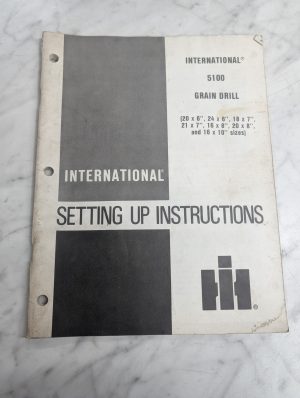 INTERNATIONAL®
5100
GRAIN DRILL
(20 x 6", 24 x 6", 18 x 7",
21 x 7", 16 x 8", 20 x 8",
and 16 x 10" sizes)
INTERNATIONAL®
SETTING UP INSTRUCTIONS
IH®